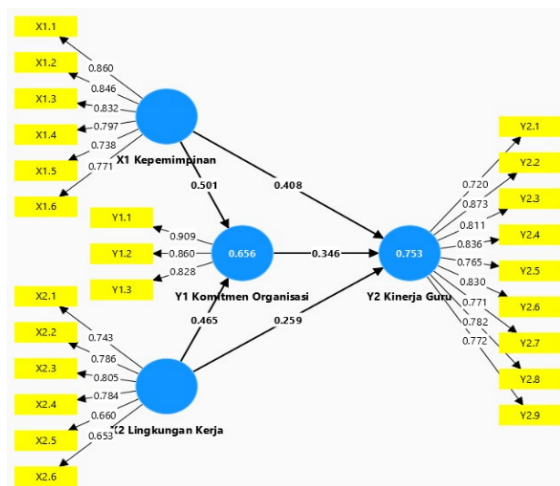 X1.1
X1.2
X1.3
X1.4
X1.5
X1.6
0.860
0.846
0.832
0.797
0.738
0.771
X1 Kepemimpinan
0.501
0.408
Y1.1
Y1.2
Y1.3
0.909
0.860
0.828
0.656
Y1 Komitmen Organisasi
0.346
0.753
Y2 Kinerja Guru
0.465
0.259
X2.1
X2.2
X2.3
X2.4
X2.5
X2.6
0.743
0.786
0.805
0.784
0.660
0.653
X2 Lingkungan Kerja
0.720
0.873
0.811
0.836
0.765
0.830
0.771
0.782
0.772
Y2.1
Y2.2
Y2.3
Y2.4
Y2.5
Y2.6
Y2.7
Y2.8
Y2.9